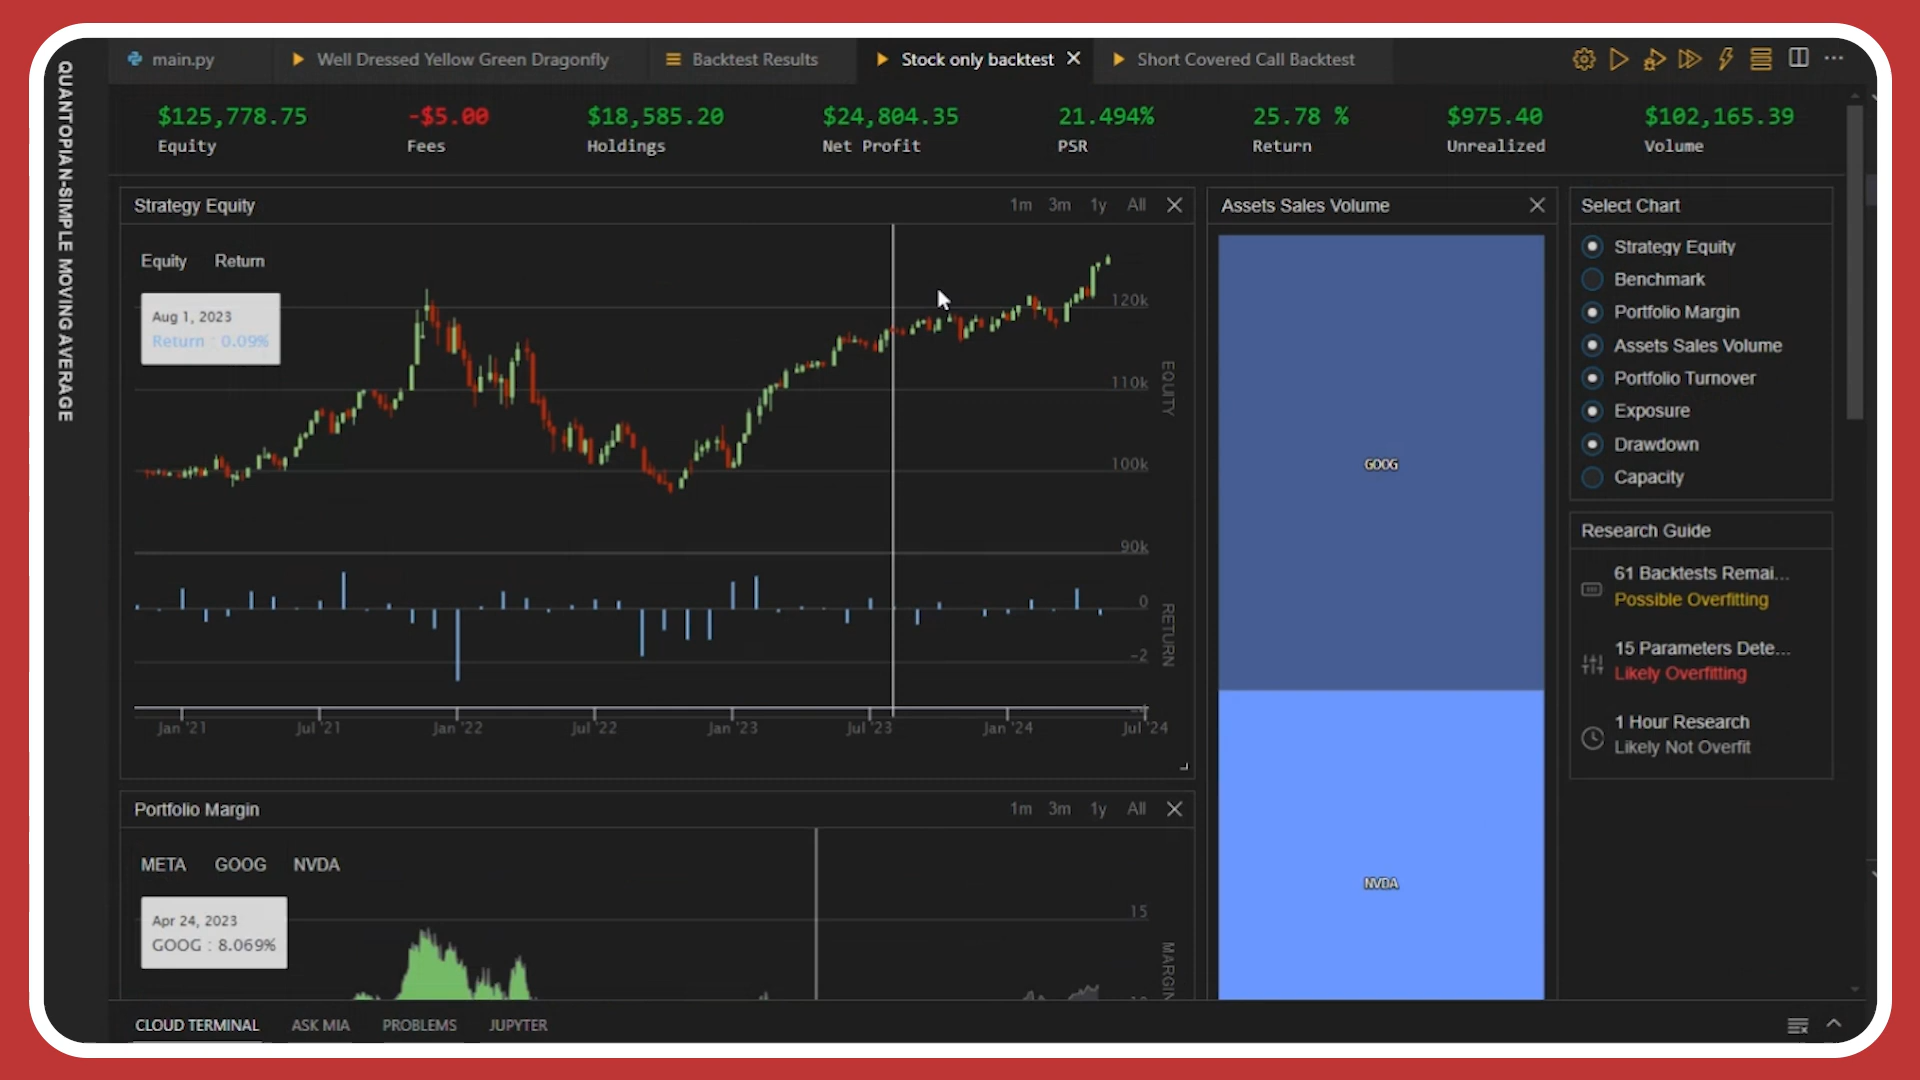 QUANTOPIAN-SIMPLE MOVING AVERAGE
main.py
Well Dressed Yellow Green Dragonfly
Backtest Results
Stock only backtest
Short Covered Call Backtest
$125,778.75
Equity
-$5.00
Fees
$18,585.20
Holdings
$24,804.35
Net Profit
21.494%
PSR
25.78 %
Return
$975.40
Unrealized
$102,165.39
Volume
Strategy Equity
1m 3m 1y All
Equity Return
Aug 1, 2023
Return : 0.09%
120k
110k
100k
90k
EQUITY
0
-2
RETURN
Jan '21 Jul '21 Jan '22 Jul '22 Jan '23 Jul '23 Jan '24 Jul '24
Portfolio Margin
1m 3m 1y All
META GOOG NVDA
Apr 24, 2023
GOOG : 8.069%
15
MARGIN
Assets Sales Volume
GOOG
NVDA
Select Chart
Strategy Equity
Benchmark
Portfolio Margin
Assets Sales Volume
Portfolio Turnover
Exposure
Drawdown
Capacity
Research Guide
61 Backtests Remai...
Possible Overfitting
15 Parameters Dete...
Likely Overfitting
1 Hour Research
Likely Not Overfit
CLOUD TERMINAL ASK MIA PROBLEMS JUPYTER